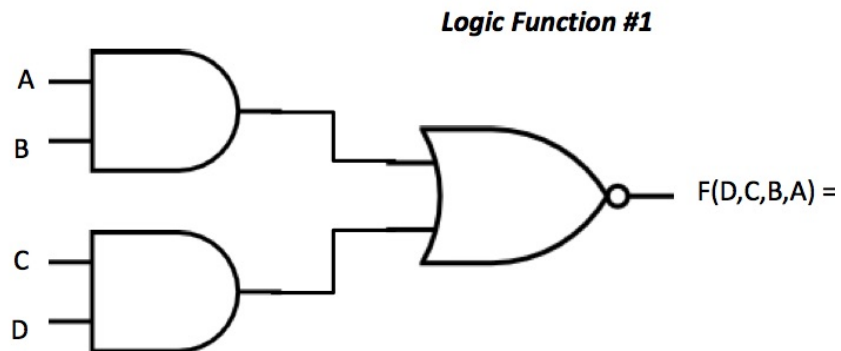 Logic Function #1
A
B
F(D,C,B,A) =
C
D